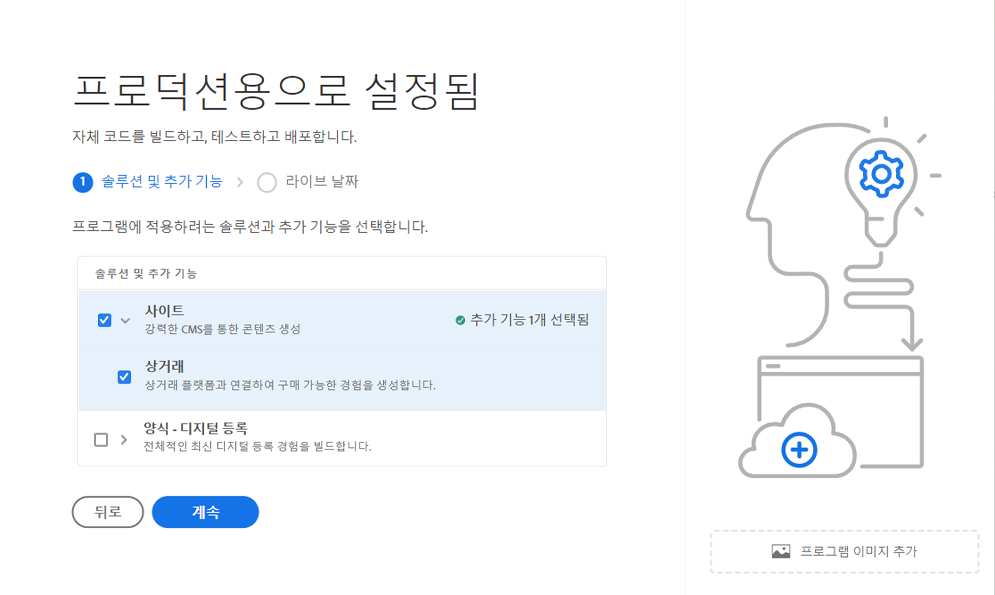 프로덕션용으로 설정됨
자체 코드를 빌드하고, 테스트하고 배포합니다.
1 솔루션 및 추가 기능 > 라이브 날짜
프로그램에 적용하려는 솔루션과 추가 기능을 선택합니다.
솔루션 및 추가 기능
사이트
강력한 CMS를 통한 콘텐츠 생성
추가 기능 1개 선택됨
상거래
상거래 플랫폼과 연결하여 구매 가능한 경험을 생성합니다.
양식 - 디지털 등록
전체적인 최신 디지털 등록 경험을 빌드합니다.
뒤로 계속
프로그램 이미지 추가